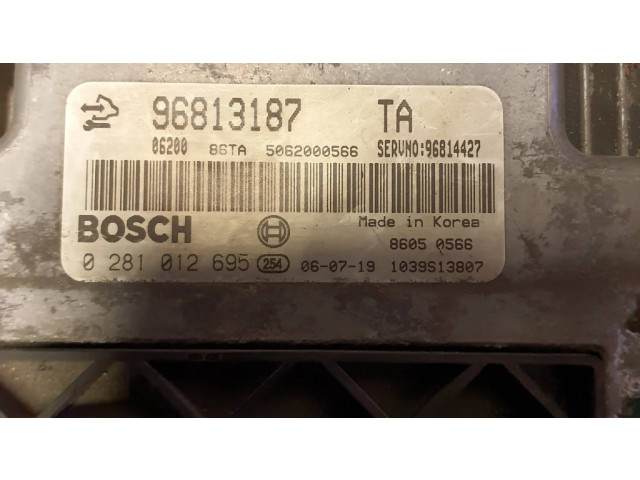 96813187 TA
06200 86TA 5062000566 SERVNO:96814427
BOSCH Made in Korea
8605 0566
0 281 012 695 254 06-07-19 1039S13807